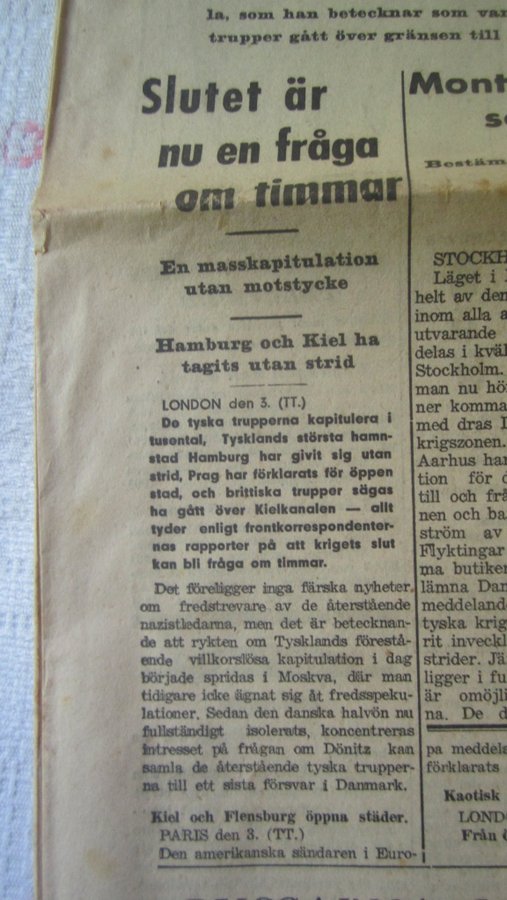 la, som han betecknar som
trupper gått över gränsen till
Slutet är
nu en fråga
om timmar
En masskapitulation
utan motstycke
Hamburg och Kiel ha
tagits utan strid
LONDON den 3. (TT.)
De tyska trupperna kapitulera i
tusental, Tysklands största hamn-
stad Hamburg har givit sig utan
strid, Prag har förklarats för öppen
stad, och brittiska trupper sägas
ha gått över Kielkanalen — allt
tyder enligt frontkorrespondenter-
nas rapporter på att krigets slut
kan bli fråga om timmar.
Det föreligger inga färska nyheter
om fredstrevare av de återstående
nazistledarna, men det är betecknan-
de att rykten om Tysklands förestå-
ende villkorslösa kapitulation i dag
började spridas i Moskva, där man
tidigare icke ägnat sig åt fredsspeku-
lationer. Sedan den danska halvön nu
fullständigt isolerats, koncentreras
intresset på frågan om Dönitz kan
samla de återstående tyska trupper-
na till ett sista försvar i Danmark.
Kiel och Flensburg öppna städer.
PARIS den 3. (TT.)
Den amerikanska sändaren i Euro-
Mont
s
Bestäm
STOCKH
Läget i
helt av den
inom alla a
utvarande
delas i kväl
Stockholm.
man nu hö
ner komma
med dras
krigszonen.
Aarhus har
tion för d
till och frå
nen och ba
ström av
Flyktingar
ma butiker
lämna Dan
meddeland
tyska krig
rit inveckl
strider. Jä
ligger i fu
är omöjli
na. De d
pa meddela
förklarats
Kaotisk
LOND
Från